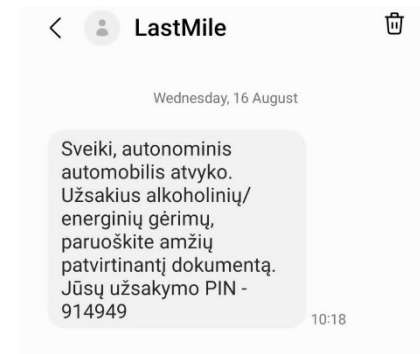 LastMile
Wednesday, 16 August
Sveiki, autonominis
automobilis atvyko.
Užsakius alkoholinių/
energinių gėrimų,
paruoškite amžių
patvirtinantį dokumentą.
Jūsų užsakymo PIN -
914949
10:18